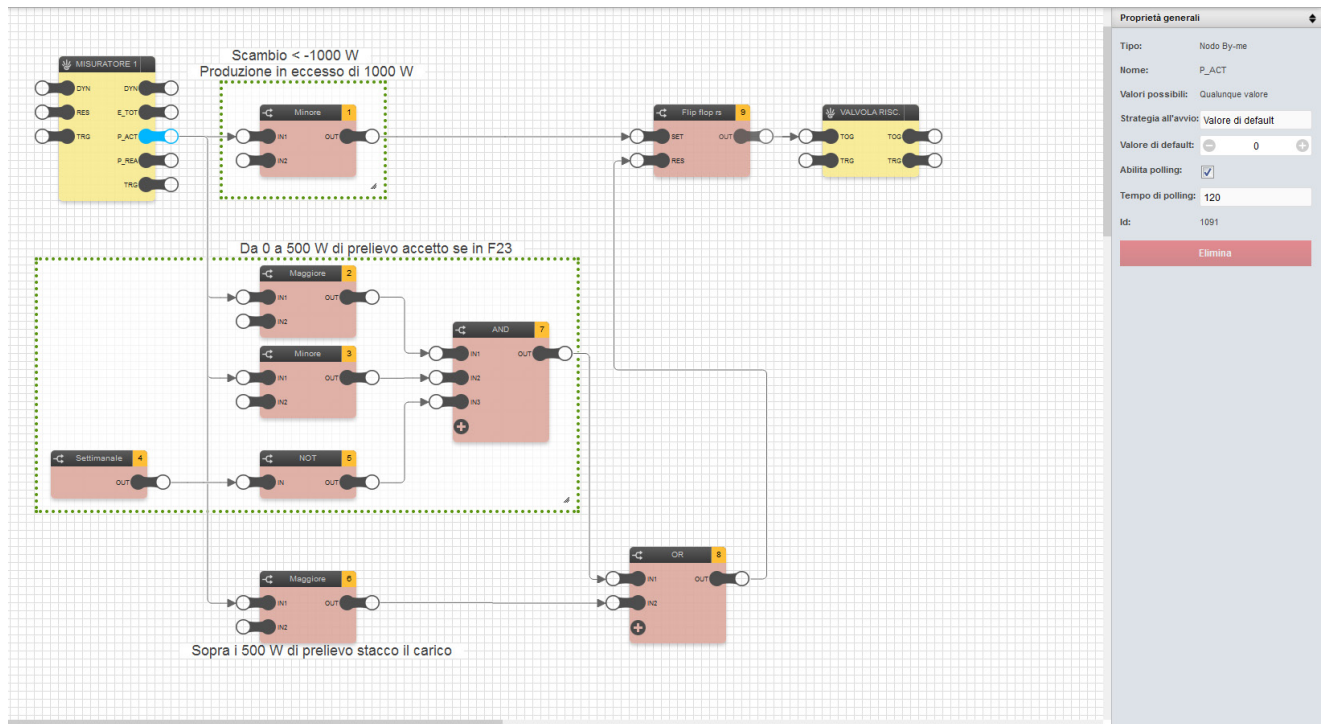 Scambio < -1000 W
Produzione in eccesso di 1000 W
MISURATORE 1
DYN DYN
RES E_TOT
TRG P_ACT
P_REA
TRG
Minore 1
IN1 OUT
IN2
Flip flop rs 9
SET OUT
RES
VALVOLA RISC.
TOG TOG
TRG TRG
Da 0 a 500 W di prelievo accetto se in F23
Maggiore 2
IN1 OUT
IN2
Minore 3
IN1 OUT
IN2
AND 7
IN1 OUT
IN2
IN3
Settimanale 4
OUT
NOT 5
IN OUT
OR 8
IN1 OUT
IN2
Maggiore 6
IN1 OUT
IN2
Sopra i 500 W di prelievo stacco il carico
Proprietà generali
Tipo: Nodo By-me
Nome: P_ACT
Valori possibili: Qualunque valore
Strategia all'avvio: Valore di default
Valore di default: 0
Abilita polling:
Tempo di polling: 120
Id: 1091
Elimina